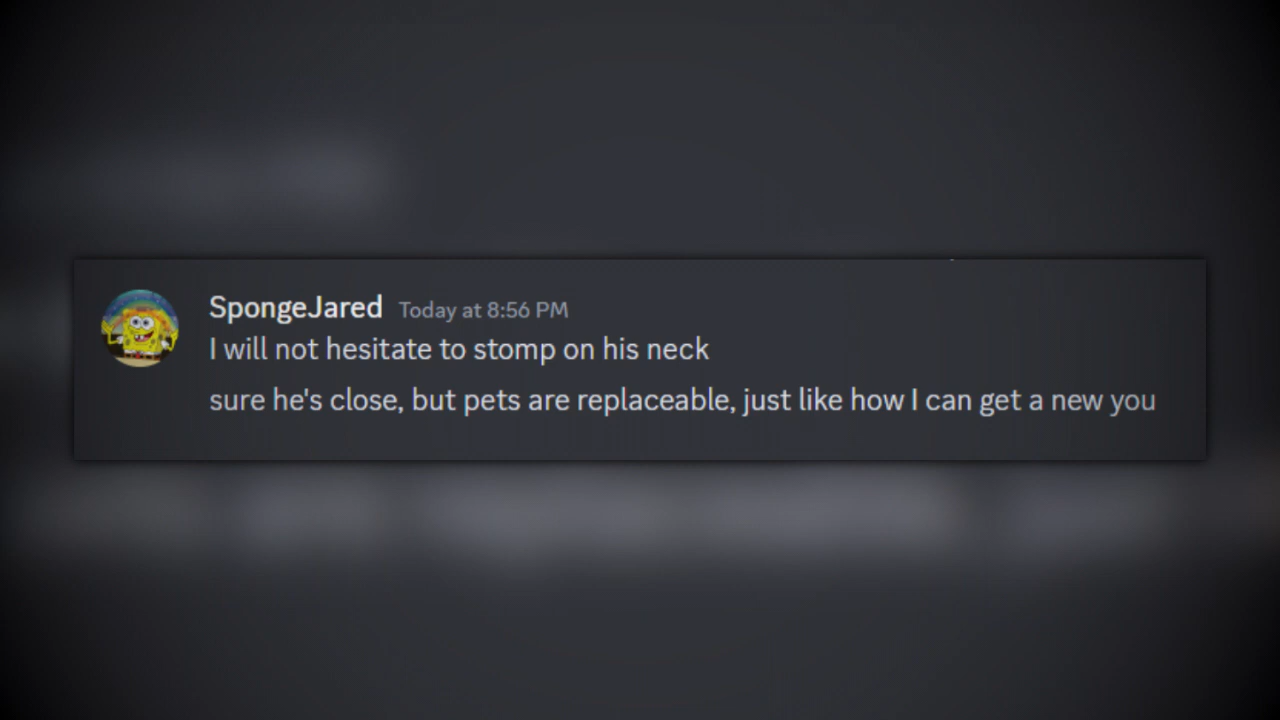 SpongeJared Today at 8:56 PM
I will not hesitate to stomp on his neck
sure he's close, but pets are replaceable, just like how I can get a new you